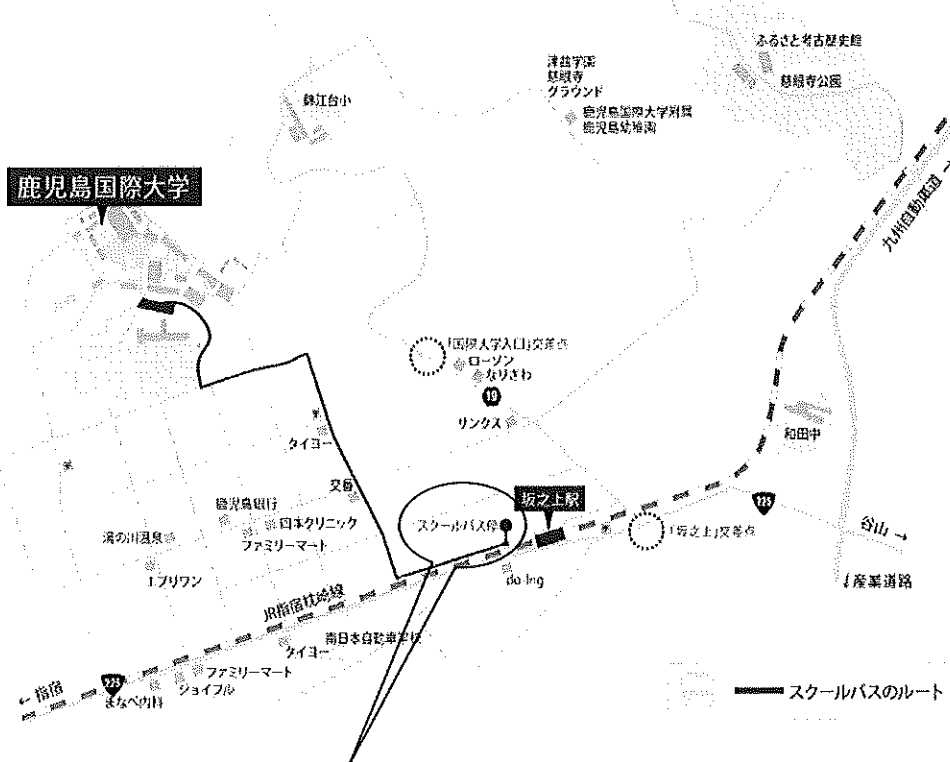 ふるさと考古歴史館
慈眼寺公園
津曲学園
慈眼寺
グラウンド
鹿児島国際大学附属
鹿児島幼稚園
錦江台小
鹿児島国際大学
九州自動車道→
「国際大学入口」交差点
ローソン
なりさわ
19
サンクス
和田中
タイヨー
交番
坂之上駅
225
スクールバス停
鹿児島銀行
四本クリニック
ファミリーマート
湯の川温泉
エブリワン
「坂之上」交差点
谷山→
↓産業道路
do-ing
JR指宿枕崎線
南日本自動車学校
タイヨー
ファミリーマート
ジョイフル
まなべ内科
225
←指宿
スクールバスのルート